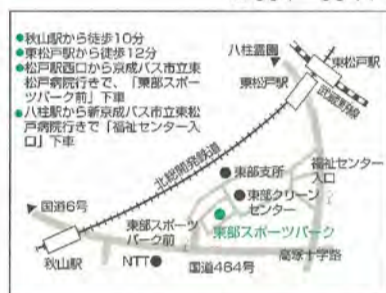 ●秋山駅から徒歩10分
●東松戸駅から徒歩12分
●松戸駅西口から京成バス市立東
松戸病院行きで、「東部スポー
ツパーク前」下車
●八柱駅から新京成バス市立東松
戸病院行きで「福祉センター入
口」下車
八柱霊園
東松戸駅
東松戸駅
武蔵野線
北総開発鉄道
東部支所
福祉センター
入口
東部クリーン
センター
国道6号
東部スポーツ
パーク前
東部スポーツパーク
秋山駅
NTT
国道464号
高塚十字路